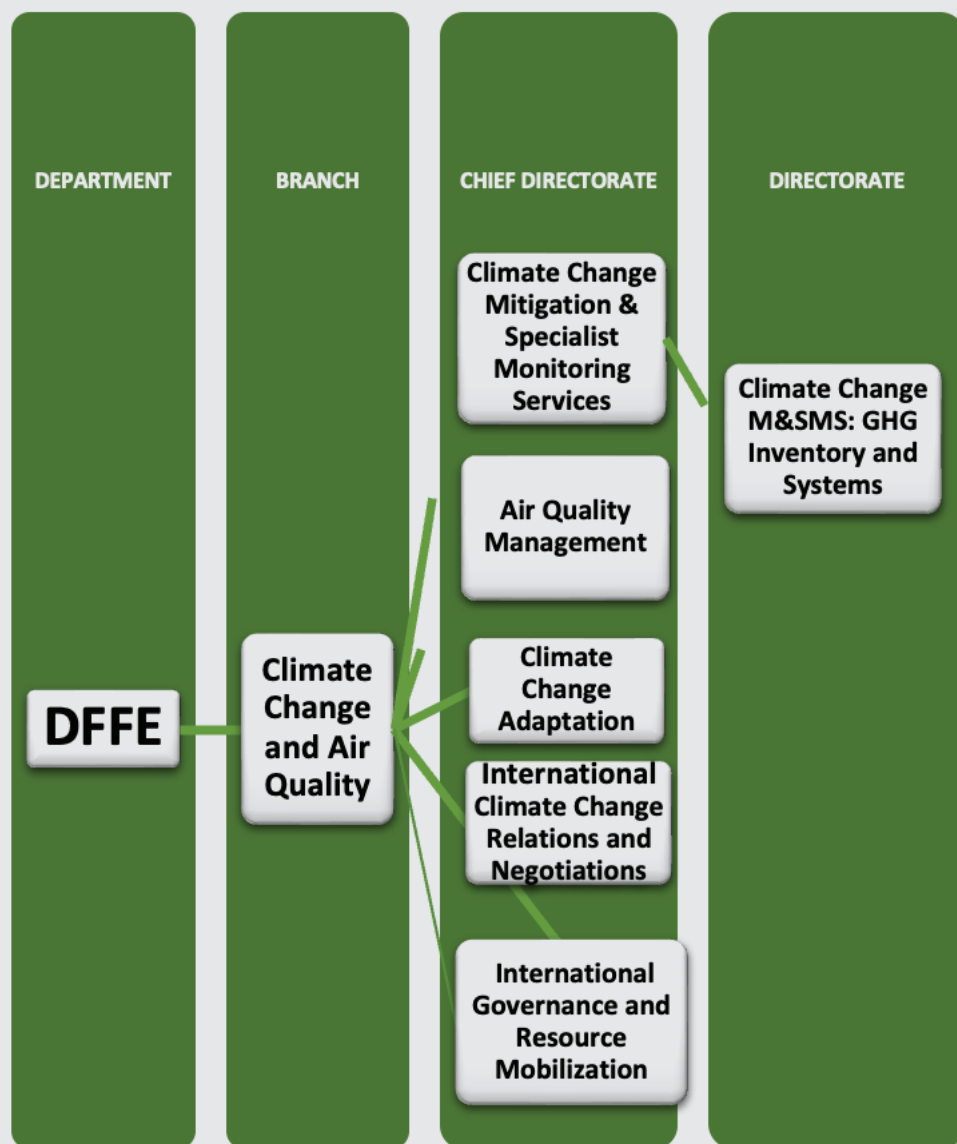 DEPARTMENT
BRANCH
CHIEF DIRECTORATE
DIRECTORATE
DFFE
Climate
Change
and Air
Quality
Climate Change
Mitigation &
Specialist
Monitoring
Services
Air Quality
Management
Climate
Change
Adaptation
International
Climate Change
Relations and
Negotiations
International
Governance and
Resource
Mobilization
Climate Change
M&SMS: GHG
Inventory and
Systems